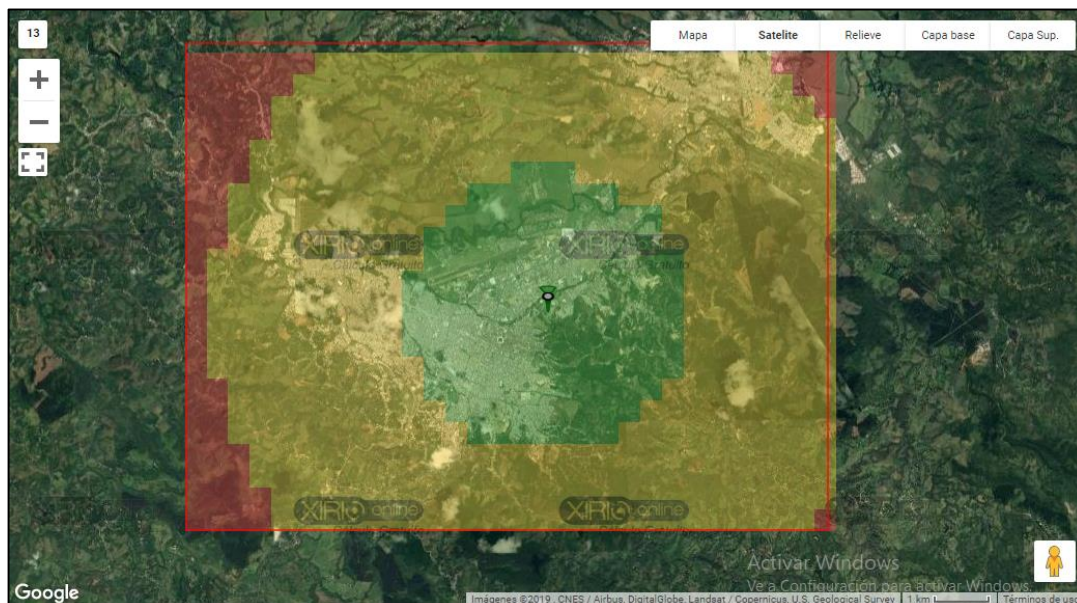 13
Mapa Satelite Relieve Capa base Capa Sup.
XIRIO online XIRIO online
XIRIO online XIRIO online
Activar Windows
Ve a Configuración para activar Windows.
Google
Imágenes ©2019 , CNES / Airbus, DigitalGlobe, Landsat / Copernicus, U.S. Geological Survey 1 km Términos de uso